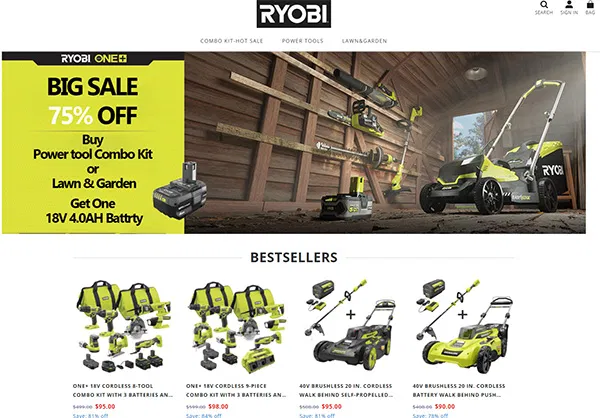 RYOBI
SEARCH SIGN IN BAG
COMBO KIT-HOT SALE POWER TOOLS LAWN&GARDEN
RYOBI ONE+
BIG SALE
75% OFF
Buy
Power tool Combo Kit
or
Lawn & Garden
Get One
18V 4.0AH Battrty
RYOBI
BESTSELLERS
ONE+ 18V CORDLESS 8-TOOL
COMBO KIT WITH 3 BATTERIES AN...
$499.00 $95.00
Save: 81% off
ONE+ 18V CORDLESS 9-PIECE
COMBO KIT WITH 3 BATTERIES AN...
$599.00 $98.00
Save: 84% off
40V BRUSHLESS 20 IN. CORDLESS
WALK BEHIND SELF-PROPELLED...
$508.00 $95.00
Save: 81% off
40V BRUSHLESS 20 IN. CORDLESS
BATTERY WALK BEHIND PUSH...
$408.00 $90.00
Save: 78% off